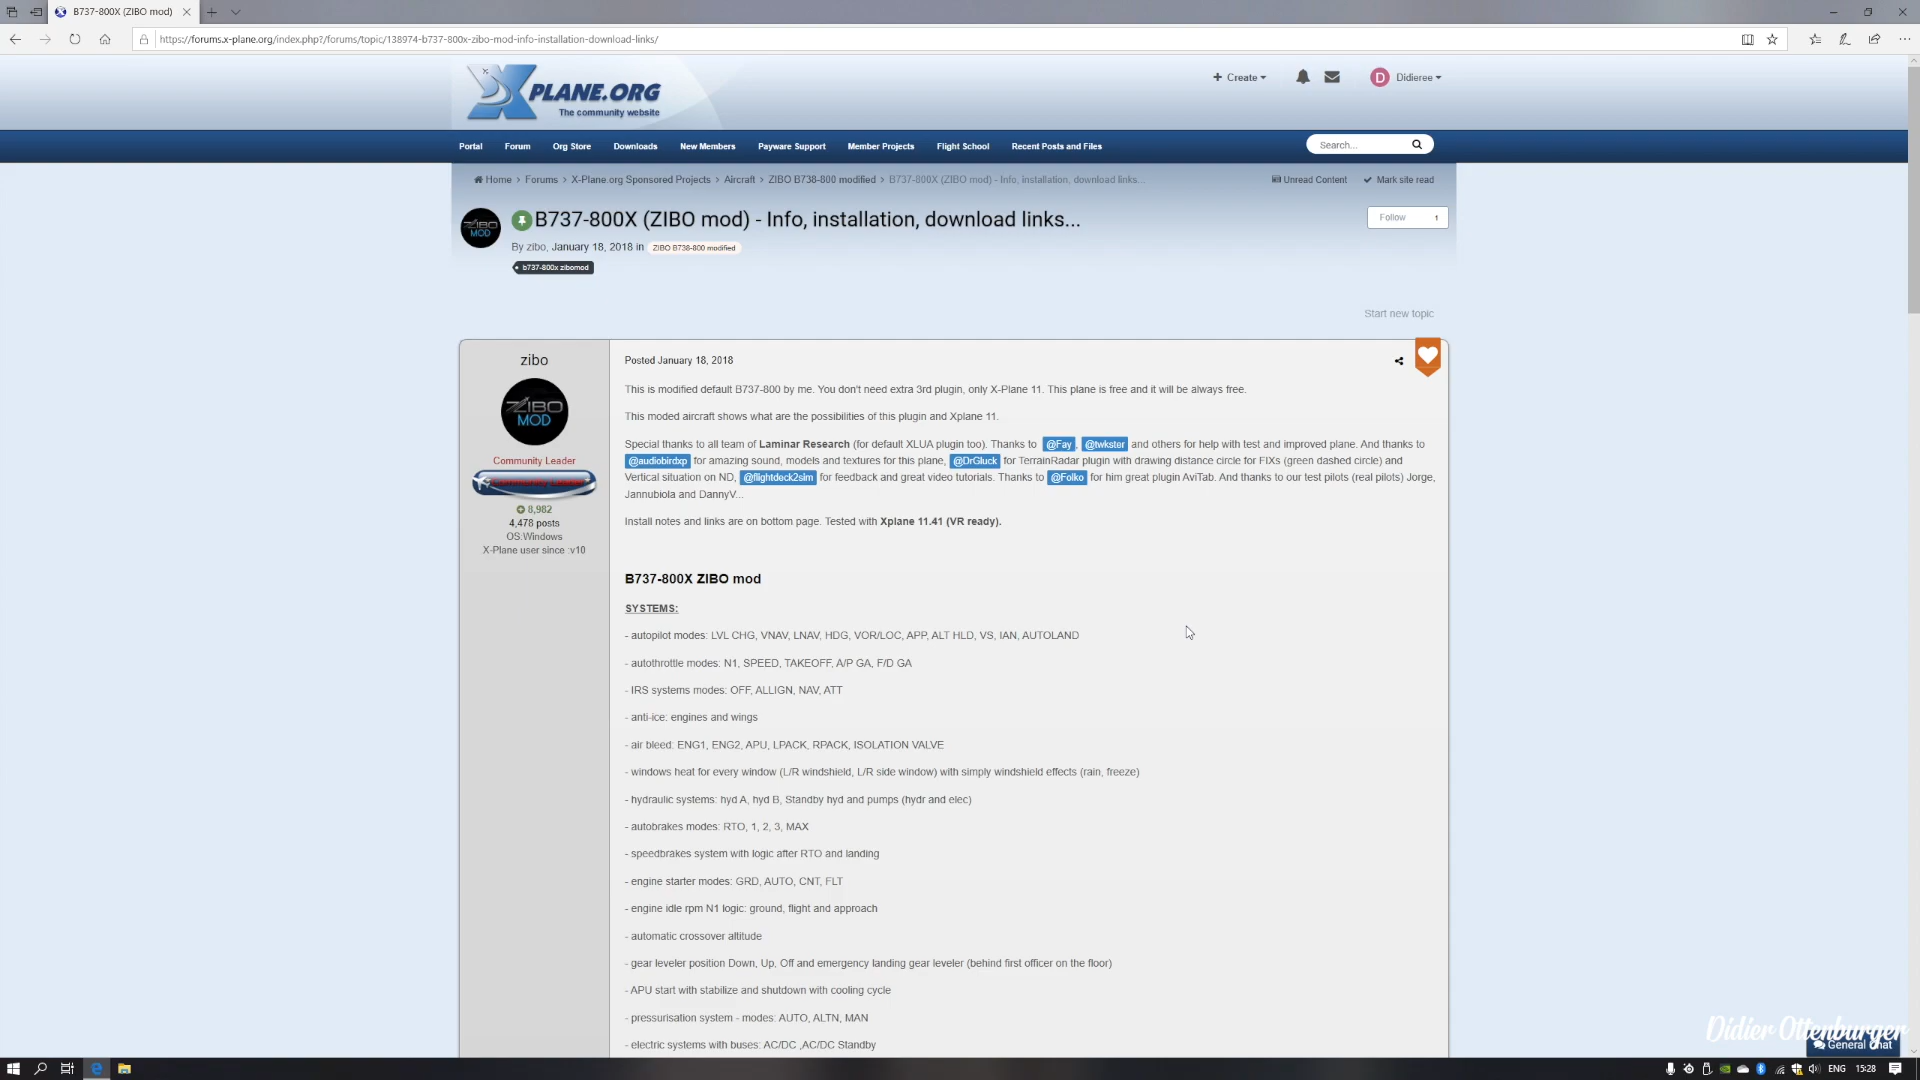 B737-800X (ZIBO mod)
https://forums.x-plane.org/index.php?/forums/topic/138974-b737-800x-zibo-mod-info-installation-download-links/
XPLANE.ORG
The community website
+ Create
D Didieree
Portal Forum Org Store Downloads New Members Payware Support Member Projects Flight School Recent Posts and Files
Search...
Home > Forums > X-Plane.org Sponsored Projects > Aircraft > ZIBO B738-800 modified > B737-800X (ZIBO mod) - Info, installation, download links...
Unread Content Mark site read
ZIBO MOD
B737-800X (ZIBO mod) - Info, installation, download links...
Follow 1
By zibo, January 18, 2018 in ZIBO B738-800 modified
b737-800x zibomod
Start new topic
zibo
ZIBO
MOD
Community Leader
Community Leader
8,982
4,478 posts
OS:Windows
X-Plane user since :v10
Posted January 18, 2018
This is modified default B737-800 by me. You don't need extra 3rd plugin, only X-Plane 11. This plane is free and it will be always free.
This moded aircraft shows what are the possibilities of this plugin and Xplane 11.
Special thanks to all team of Laminar Research (for default XLUA plugin too). Thanks to @Fay, @twkster and others for help with test and improved plane. And thanks to
@audiobirdxp for amazing sound, models and textures for this plane, @DrGluck for TerrainRadar plugin with drawing distance circle for FIXs (green dashed circle) and
Vertical situation on ND, @flightdeck2sim for feedback and great video tutorials. Thanks to @Folko for him great plugin AviTab. And thanks to our test pilots (real pilots) Jorge,
Jannubiola and DannyV...
Install notes and links are on bottom page. Tested with Xplane 11.41 (VR ready).
B737-800X ZIBO mod
SYSTEMS:
- autopilot modes: LVL CHG, VNAV, LNAV, HDG, VOR/LOC, APP, ALT HLD, VS, IAN, AUTOLAND
- autothrottle modes: N1, SPEED, TAKEOFF, A/P GA, F/D GA
- IRS systems modes: OFF, ALLIGN, NAV, ATT
- anti-ice: engines and wings
- air bleed: ENG1, ENG2, APU, LPACK, RPACK, ISOLATION VALVE
- windows heat for every window (L/R windshield, L/R side window) with simply windshield effects (rain, freeze)
- hydraulic systems: hyd A, hyd B, Standby hyd and pumps (hydr and elec)
- autobrakes modes: RTO, 1, 2, 3, MAX
- speedbrakes system with logic after RTO and landing
- engine starter modes: GRD, AUTO, CNT, FLT
- engine idle rpm N1 logic: ground, flight and approach
- automatic crossover altitude
- gear leveler position Down, Up, Off and emergency landing gear leveler (behind first officer on the floor)
- APU start with stabilize and shutdown with cooling cycle
- pressurisation system - modes: AUTO, ALTN, MAN
- electric systems with buses: AC/DC ,AC/DC Standby
Didier Ottenburger
General Chat
ENG 15:28